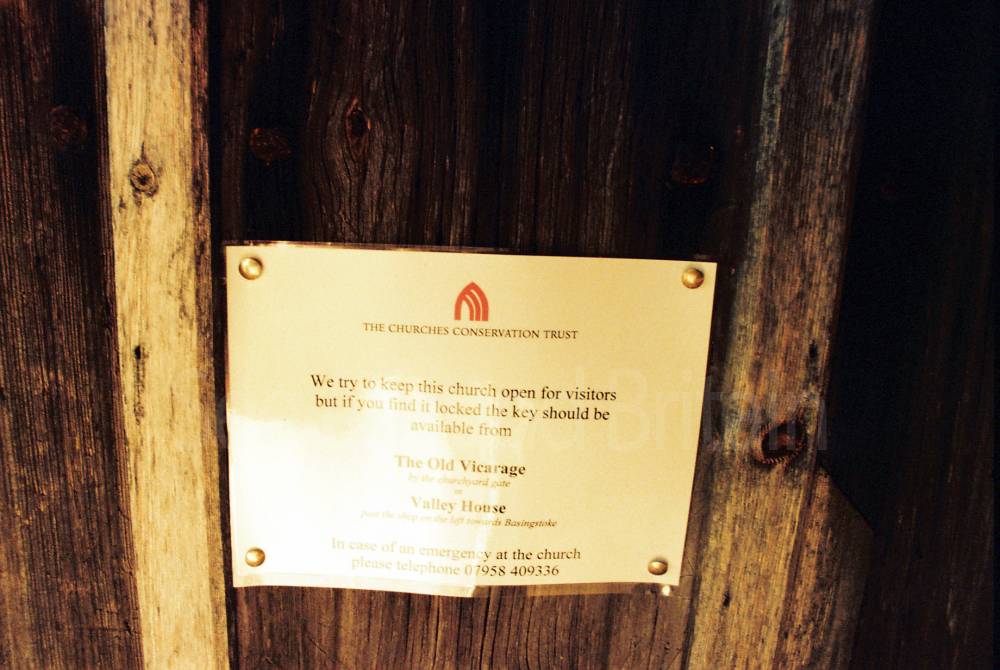 THE CHURCHES CONSERVATION TRUST
We try to keep this church open for visitors
but if you find it locked the key should be
available from
The Old Vicarage
by the churchyard gate
or
Valley House
past the shop on the left towards Basingstoke
In case of an emergency at the church
please telephone 07958 409336